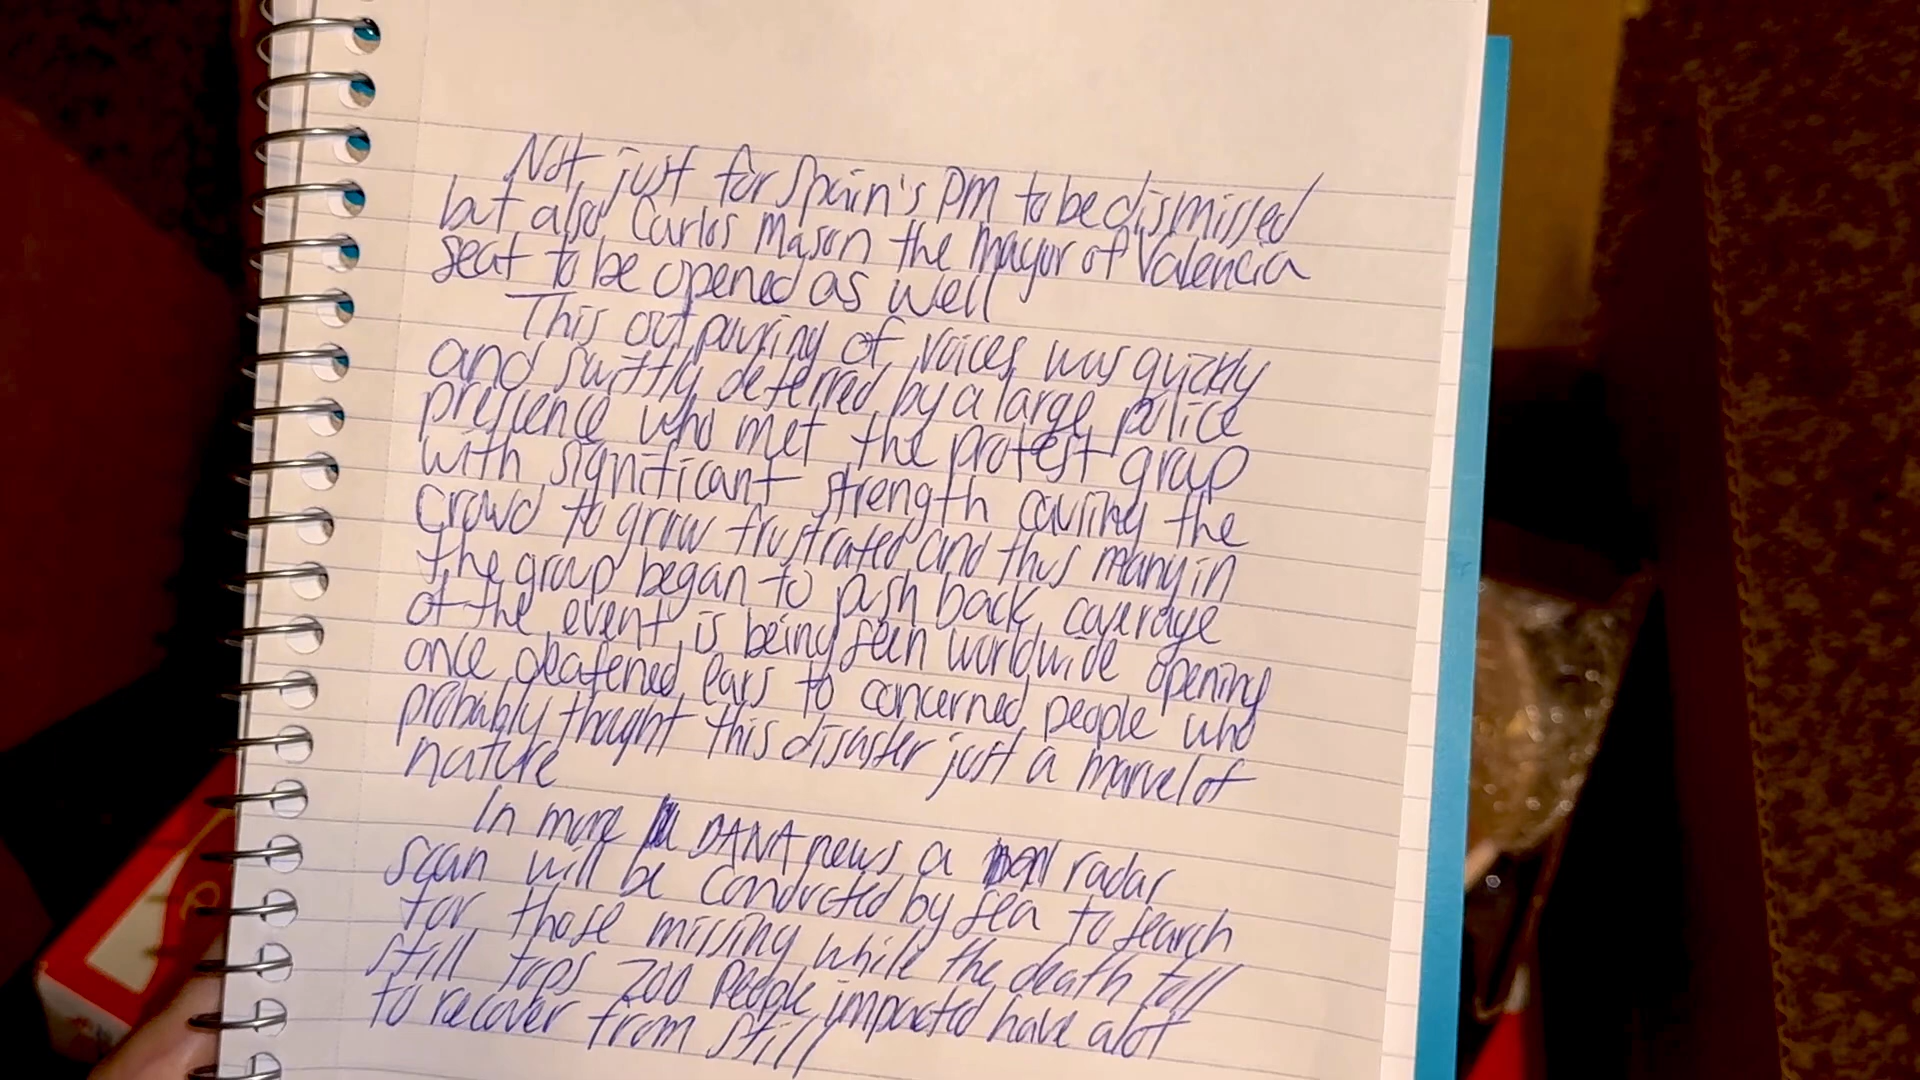 Not just for Spain's PM to be dismissed
but also Carlos Mason the mayor of Valencia
seat to be opened as well
This outpouring of voices was quickly
and swiftly deterred by a large police
prescence who met the protest group
with significant strength causing the
crowd to grow frustrated and thus many in
the group began to push back, coverage
of the event is being seen worldwide opening
once deafened ears to concerned people who
probably thought this disaster just a marvel of
nature
In more DANA news a radar
scan will be conducted by sea to search
for those missing while the death toll
still tops 200 people impacted have alot
to recover from still